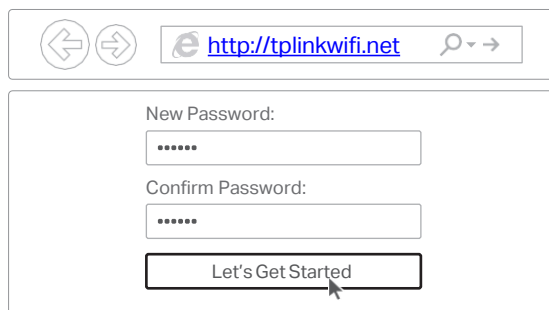 http://tplinkwifi.net
New Password:
••••••
Confirm Password:
••••••
Let's Get Started